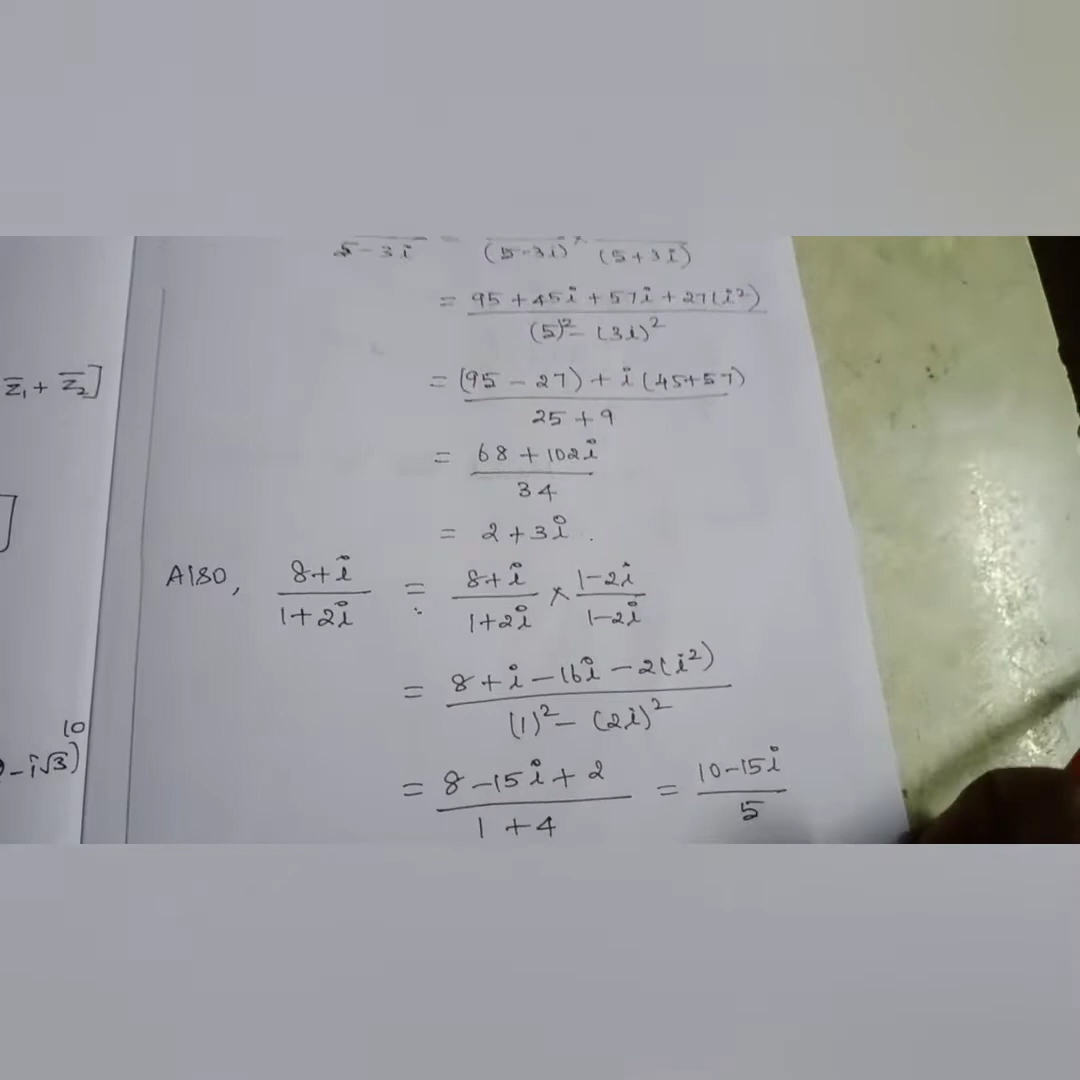 z̄₁ + z̄₂]
]
10
- i√3)
5-3i = (5-3i) × (5+3i)
= 95 + 45i + 57i + 27(i²) / (5)² - (3i)²
= (95 - 27) + i(45+57) / 25 + 9
= 68 + 102i / 34
= 2 + 3i.
Also, 8+i / 1+2i = 8+i / 1+2i × 1-2i / 1-2i
= 8 + i - 16i - 2(i²) / (1)² - (2i)²
= 8 - 15i + 2 / 1 + 4 = 10 - 15i / 5